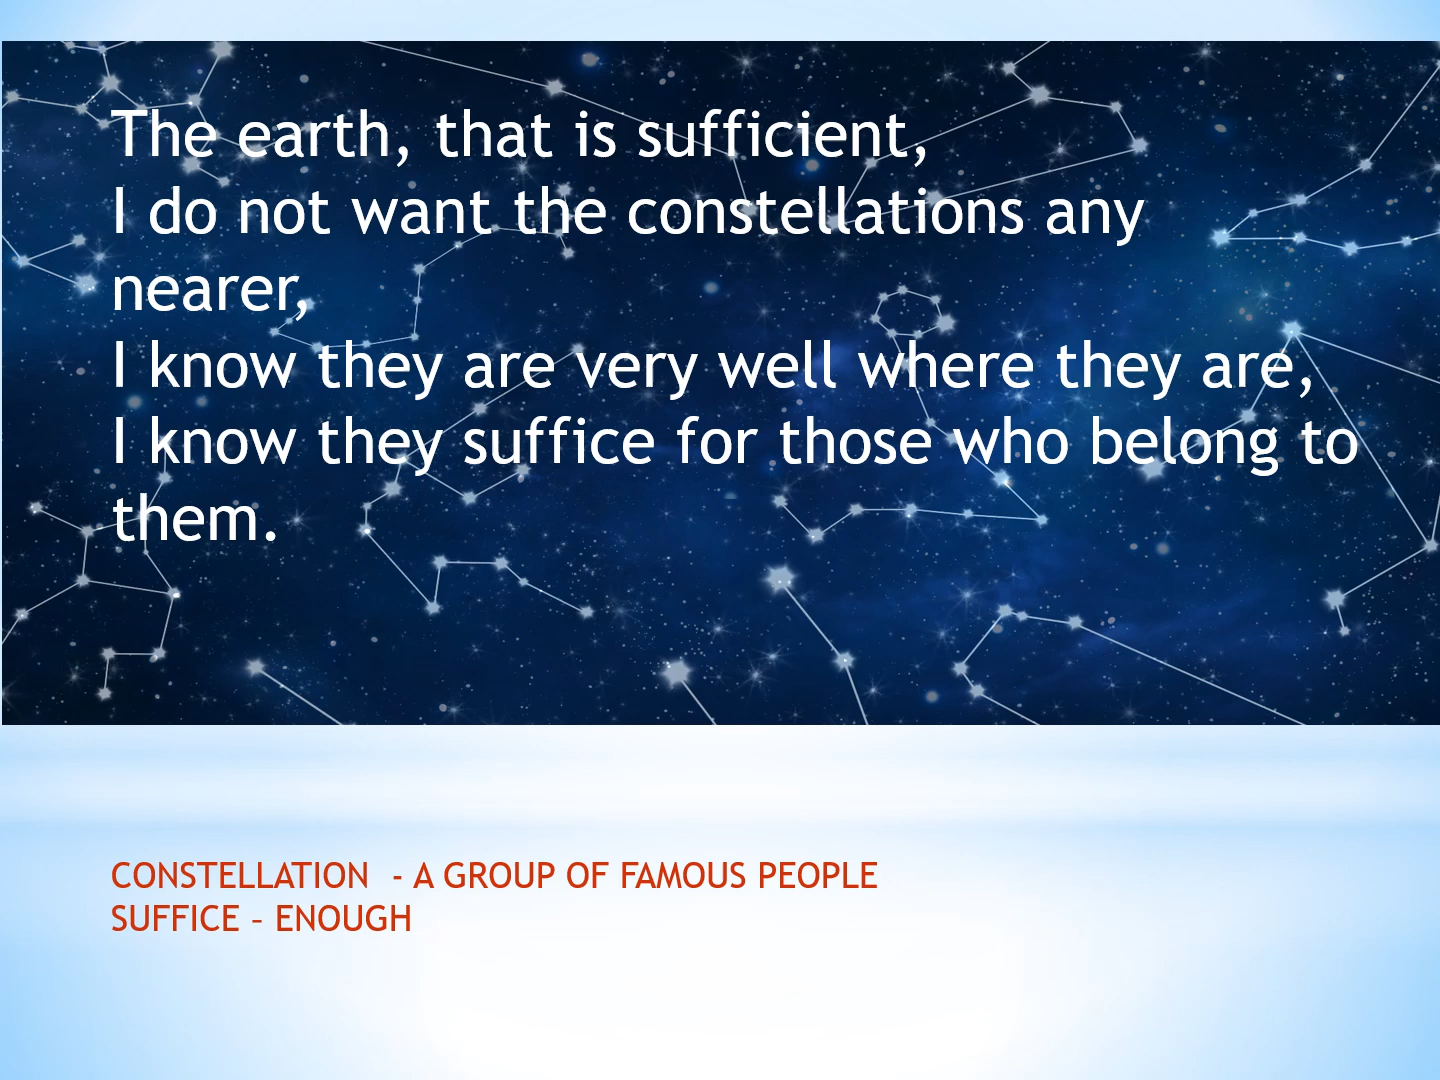 The earth, that is sufficient,
I do not want the constellations any
nearer,
I know they are very well where they are,
I know they suffice for those who belong to
them.
CONSTELLATION  - A GROUP OF FAMOUS PEOPLE
SUFFICE – ENOUGH